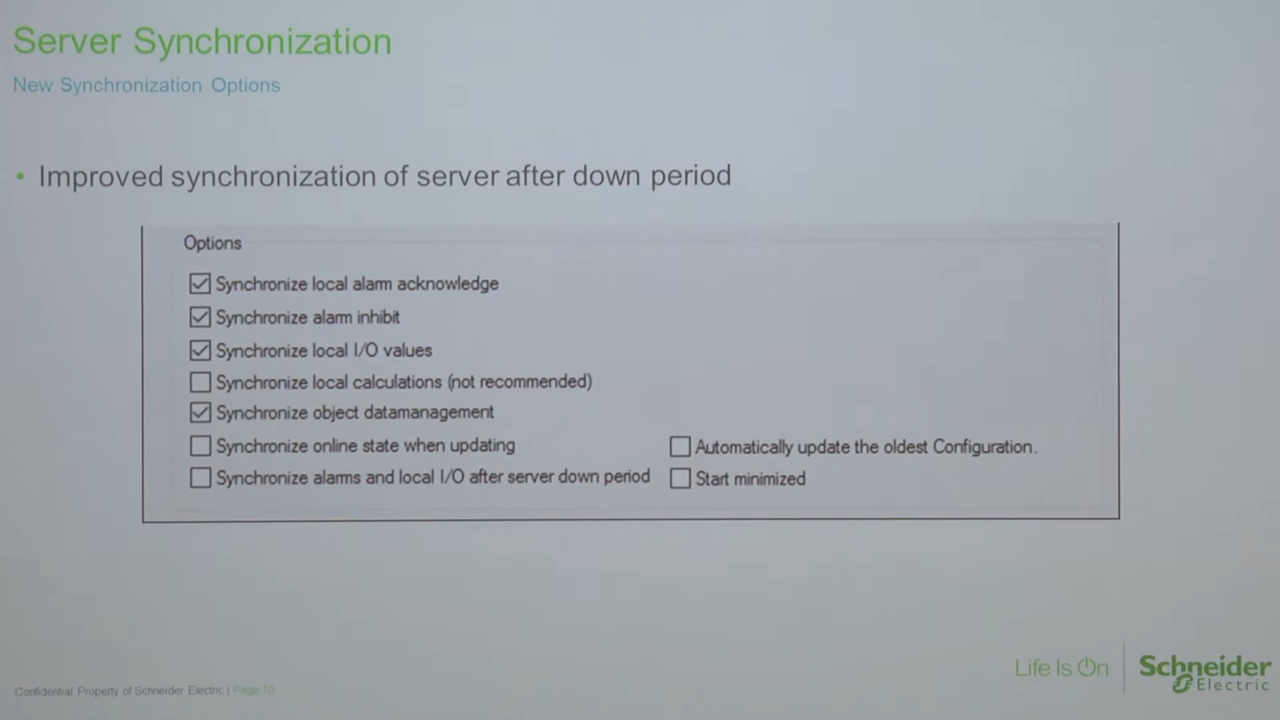 Server Synchronization
New Synchronization Options
• Improved synchronization of server after down period
Options
Synchronize local alarm acknowledge
Synchronize alarm inhibit
Synchronize local I/O values
Synchronize local calculations (not recommended)
Synchronize object datamanagement
Synchronize online state when updating
Automatically update the oldest Configuration.
Synchronize alarms and local I/O after server down period
Start minimized
Life Is On
Schneider
Electric
Confidential Property of Schneider Electric | Page 10